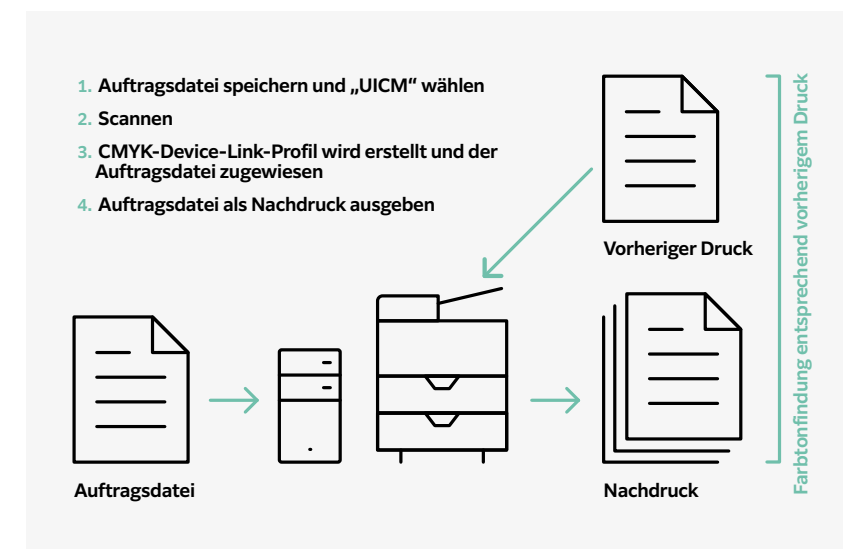 1. Auftragsdatei speichern und „UICM“ wählen
2. Scannen
3. CMYK-Device-Link-Profil wird erstellt und der
Auftragsdatei zugewiesen
4. Auftragsdatei als Nachdruck ausgeben
Vorheriger Druck
Farbtonfindung entsprechend vorherigem Druck
Auftragsdatei
Nachdruck